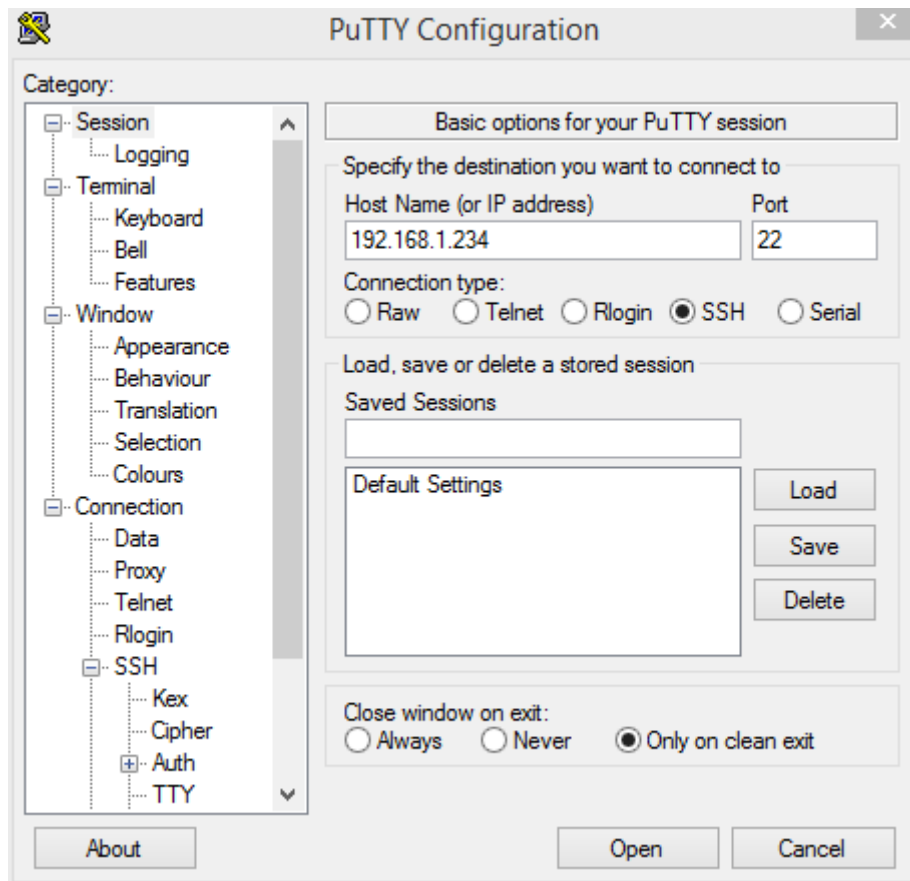 PuTTY Configuration
Category:
Session
Logging
Terminal
Keyboard
Bell
Features
Window
Appearance
Behaviour
Translation
Selection
Colours
Connection
Data
Proxy
Telnet
Rlogin
SSH
Kex
Cipher
Auth
TTY
Basic options for your PuTTY session
Specify the destination you want to connect to
Host Name (or IP address) Port
192.168.1.234 22
Connection type:
Raw Telnet Rlogin SSH Serial
Load, save or delete a stored session
Saved Sessions
Default Settings
Load
Save
Delete
Close window on exit:
Always Never Only on clean exit
About Open Cancel